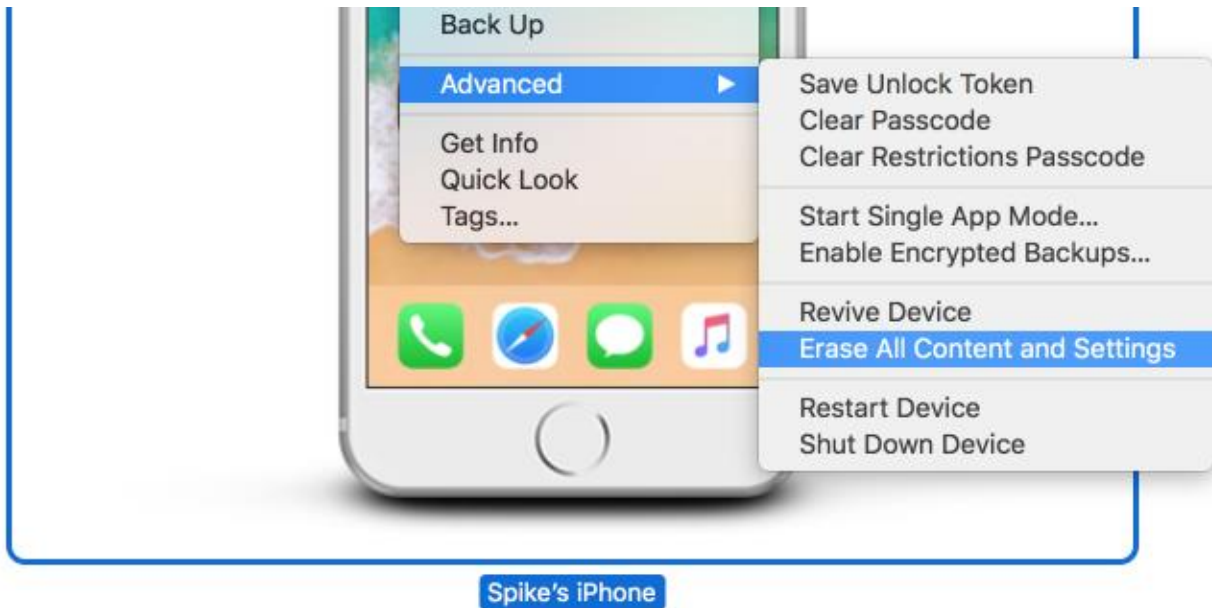 Back Up
Advanced
Get Info
Quick Look
Tags...
Save Unlock Token
Clear Passcode
Clear Restrictions Passcode
Start Single App Mode...
Enable Encrypted Backups...
Revive Device
Erase All Content and Settings
Restart Device
Shut Down Device
Spike's iPhone